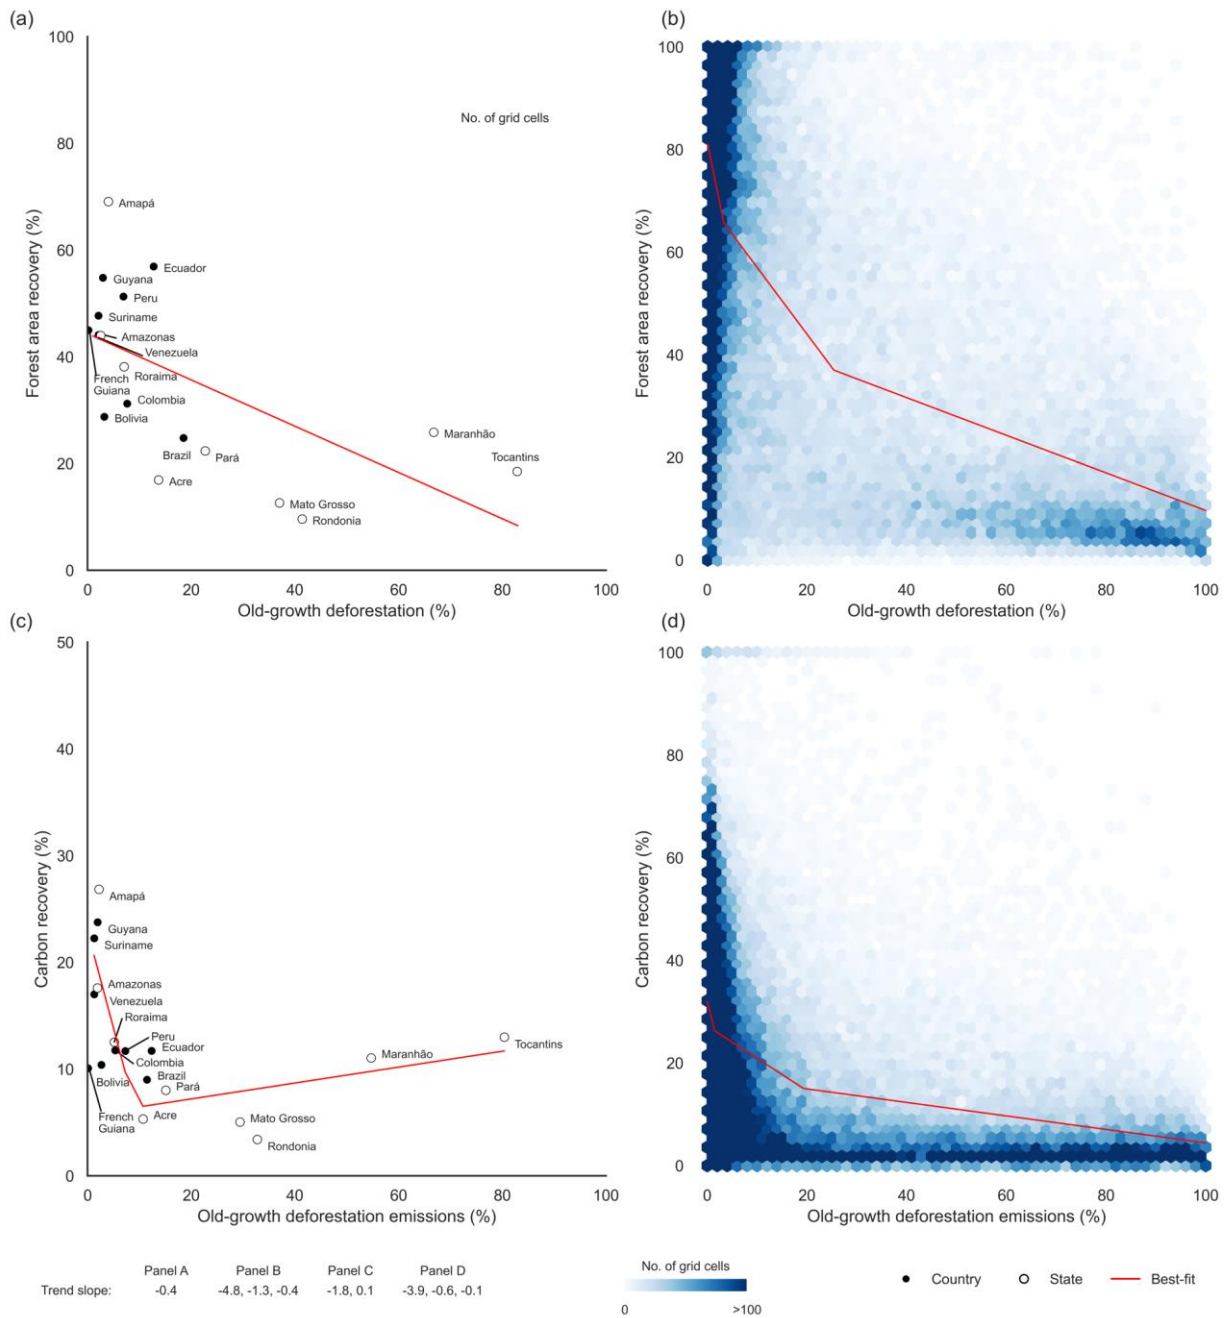 (a)
100
80
60
40
20
0
Forest area recovery (%)
No. of grid cells
Amapá
Ecuador
Guyana
Peru
Suriname
Amazonas
Venezuela
Roraima
French
Guiana
Colombia
Bolivia
Brazil
Pará
Acre
Maranhão
Tocantins
Mato Grosso
Rondonia
0 20 40 60 80 100
Old-growth deforestation (%)
(b)
100
80
60
40
20
0
Forest area recovery (%)
0 20 40 60 80 100
Old-growth deforestation (%)
(c)
50
40
30
20
10
0
Carbon recovery (%)
Amapá
Guyana
Suriname
Amazonas
Venezuela
Roraima
Peru
Ecuador
Colombia
Bolivia
Brazil
Pará
French
Guiana
Acre
Mato Grosso
Rondonia
Maranhão
Tocantins
0 20 40 60 80 100
Old-growth deforestation emissions (%)
(d)
100
80
60
40
20
0
Carbon recovery (%)
0 20 40 60 80 100
Old-growth deforestation emissions (%)
Panel A Panel B Panel C Panel D
Trend slope: -0.4 -4.8, -1.3, -0.4 -1.8, 0.1 -3.9, -0.6, -0.1
No. of grid cells
0 >100
Country State Best-fit